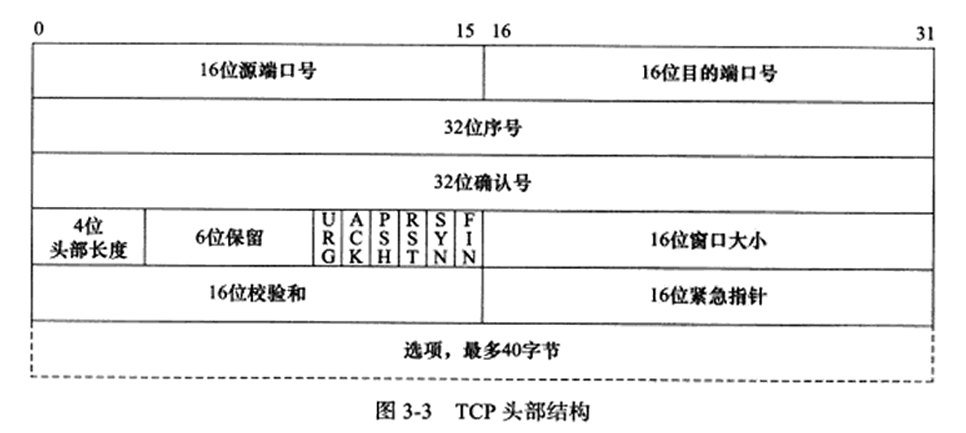 0 15 16 31
16位源端口号 16位目的端口号
32位序号
32位确认号
4位
头部长度 6位保留 URG ACK PSH RST SYN FIN 16位窗口大小
16位校验和 16位紧急指针
选项，最多40字节
图 3-3 TCP 头部结构